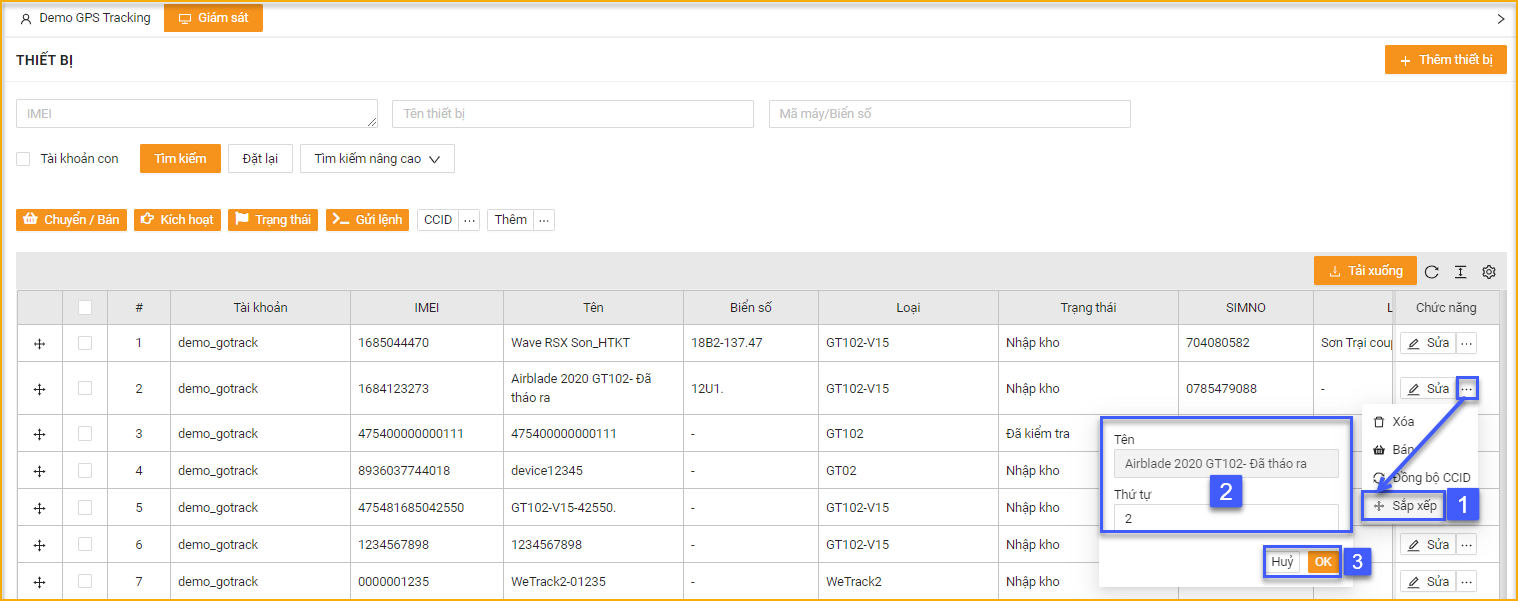 Demo GPS Tracking Giám sát
THIẾT BỊ Thêm thiết bị
IMEI Tên thiết bị Mã máy/Biển số
Tài khoản con Tìm kiếm Đặt lại Tìm kiếm nâng cao
Chuyển / Bán Kích hoạt Trạng thái Gửi lệnh CCID ... Thêm ...
Tải xuống
# Tài khoản IMEI Tên Biển số Loại Trạng thái SIMNO L Chức năng
1 demo_gotrack 1685044470 Wave RSX Son_HTKT 18B2-137.47 GT102-V15 Nhập kho 704080582 Sơn Trại coup Sửa ...
2 demo_gotrack 1684123273 Airblade 2020 GT102- Đã tháo ra 12U1. GT102-V15 Nhập kho 0785479088 - Sửa ...
3 demo_gotrack 475400000000111 475400000000111 - GT102 Đã kiểm tra
4 demo_gotrack 8936037744018 device12345 - GT02 Nhập kho
5 demo_gotrack 475481685042550 GT102-V15-42550. - GT102-V15 Nhập kho
6 demo_gotrack 1234567898 1234567898 - GT102-V15 Nhập kho Sửa ...
7 demo_gotrack 0000001235 WeTrack2-01235 - WeTrack2 Nhập kho Sửa ...
Xóa
Bán
Đồng bộ CCID
Sắp xếp 1
Tên
Airblade 2020 GT102- Đã tháo ra
2
Thứ tự
2
Huỷ OK 3